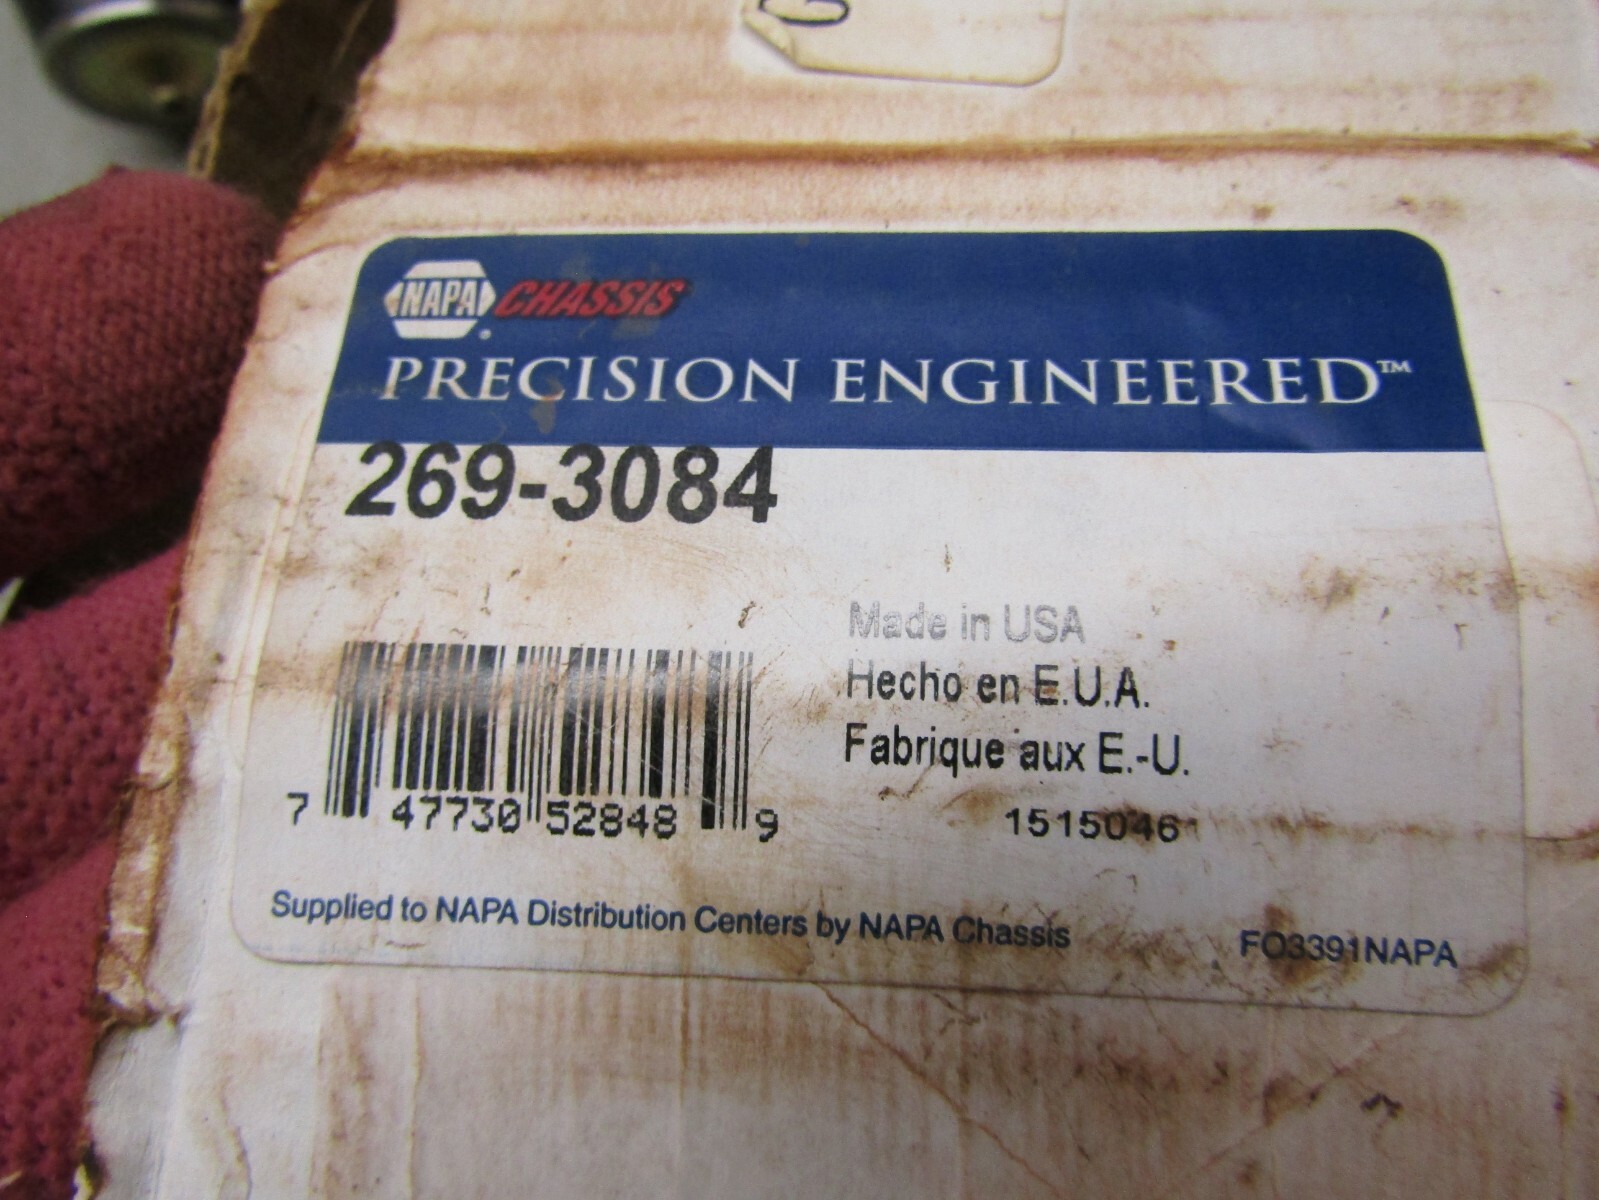 NAPA CHASSIS
PRECISION ENGINEERED™
269-3084
Made in USA
Hecho en E.U.A.
Fabrique aux E.-U.
7 47730 52848 9
1515046
Supplied to NAPA Distribution Centers by NAPA Chassis
FO3391NAPA